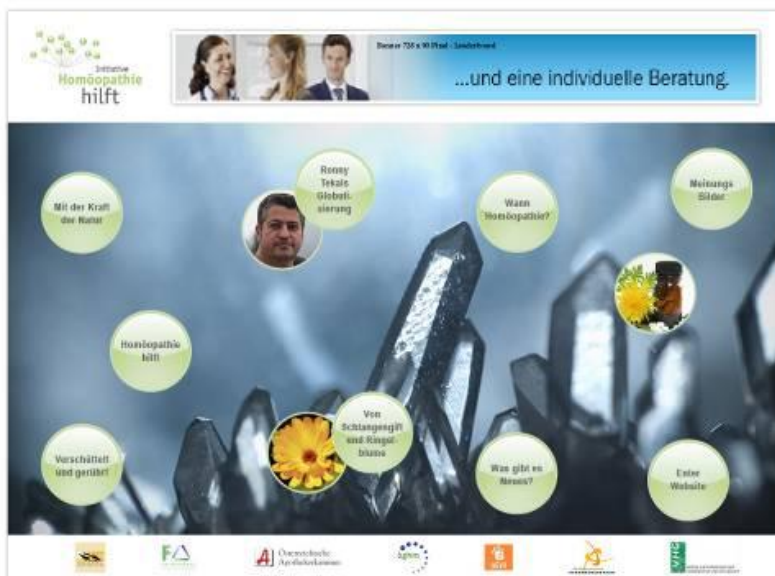 Initiative
Homöopathie
hilft
Banner 728 x 90 Pixel - Leaderboard
...und eine individuelle Beratung.
Mit der Kraft
der Natur
Ronny
Tekals
Globuli-
sierung
Wann
Homöopathie?
Meinungs
Bilder
Homöopathie
hilft
Verschüttelt
und gerührt
Von
Schlangengift
und Ringel-
blume
Was gibt es
Neues?
Enter
Website
Österreichische
Apothekerkammer
VHG